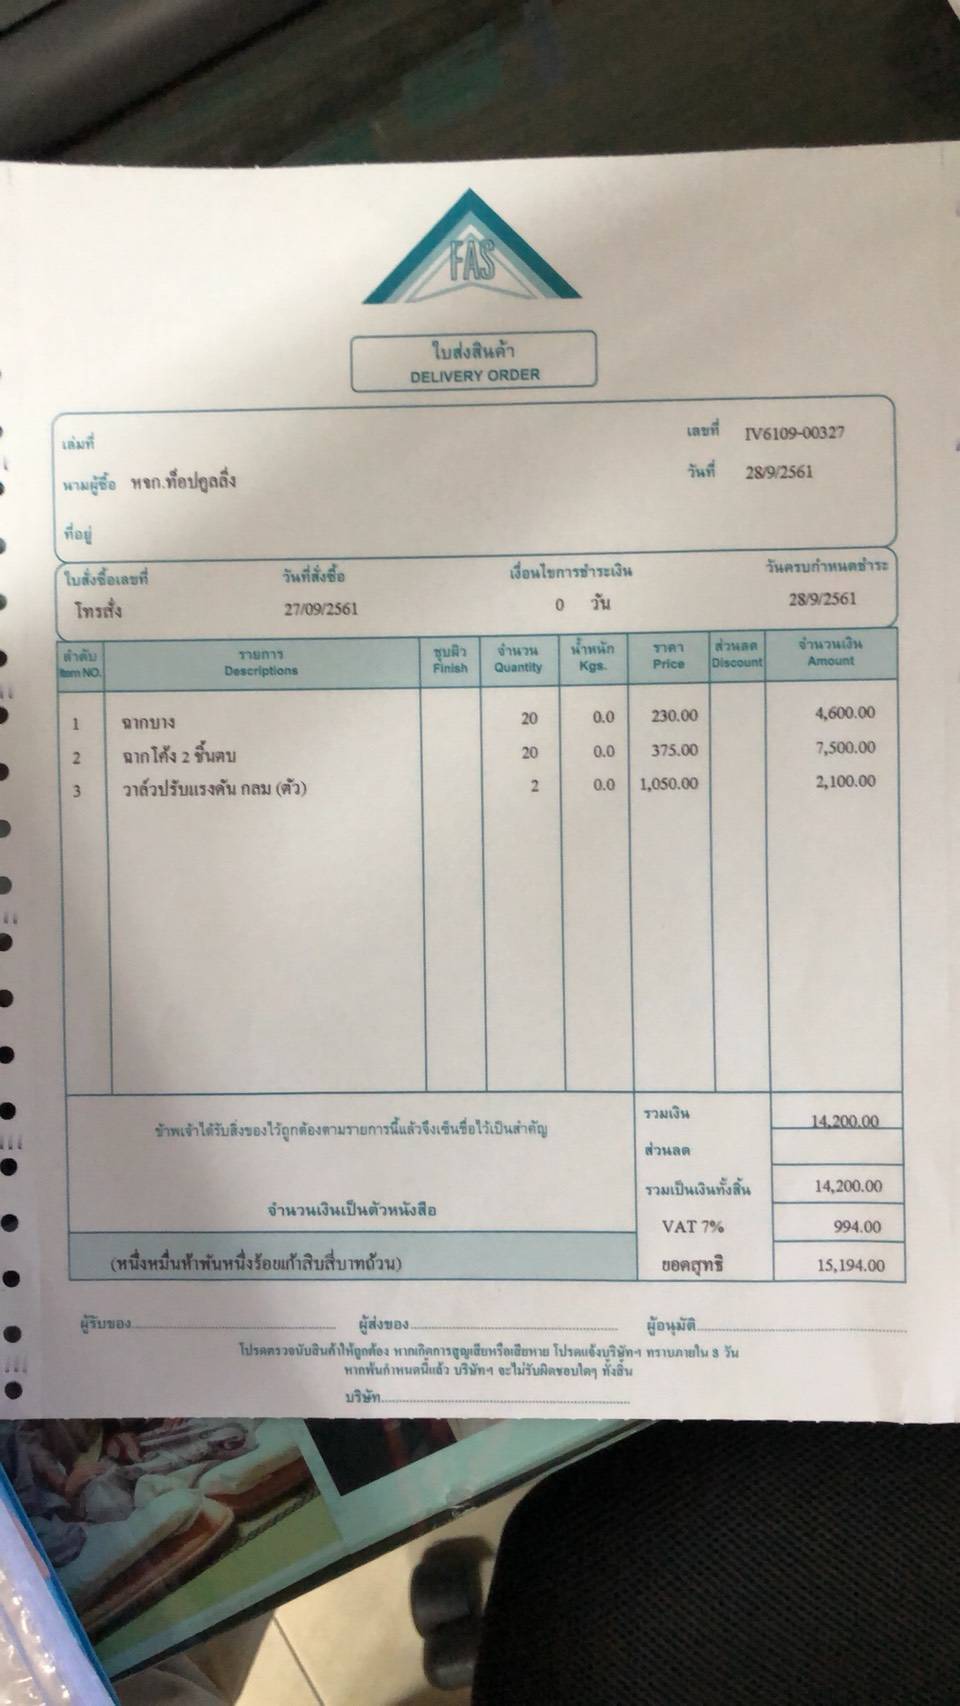 FAS
ใบส่งสินค้า
DELIVERY ORDER
เล่มที่
เลขที่ IV6109-00327
นามผู้ซื้อ หจก.ท็อปคูลลิ่ง
วันที่ 28/9/2561
ที่อยู่
ใบสั่งซื้อเลขที่ วันที่สั่งซื้อ เงื่อนไขการชำระเงิน วันครบกำหนดชำระ
โทรสั่ง 27/09/2561 0 วัน 28/9/2561
ลำดับ รายการ ชุบผิว จำนวน น้ำหนัก ราคา ส่วนลด จำนวนเงิน
Item NO. Descriptions Finish Quantity Kgs. Price Discount Amount
1 ฉากบาง 20 0.0 230.00 4,600.00
2 ฉากโค้ง 2 ชิ้นตบ 20 0.0 375.00 7,500.00
3 วาล์วปรับแรงดัน กลม (ตัว) 2 0.0 1,050.00 2,100.00
ข้าพเจ้าได้รับสิ่งของไว้ถูกต้องตามรายการนี้แล้วจึงเซ็นชื่อไว้เป็นสำคัญ
รวมเงิน 14,200.00
ส่วนลด
รวมเป็นเงินทั้งสิ้น 14,200.00
จำนวนเงินเป็นตัวหนังสือ
VAT 7% 994.00
(หนึ่งหมื่นห้าพันหนึ่งร้อยเก้าสิบสี่บาทถ้วน) ยอดสุทธิ 15,194.00
ผู้รับของ ผู้ส่งของ ผู้อนุมัติ
โปรดตรวจนับสินค้าให้ถูกต้อง หากเกิดการสูญเสียหรือเสียหาย โปรดแจ้งบริษัทฯ ทราบภายใน 3 วัน
หากพ้นกำหนดนี้แล้ว บริษัทฯ จะไม่รับผิดชอบใดๆ ทั้งสิ้น
บริษัท